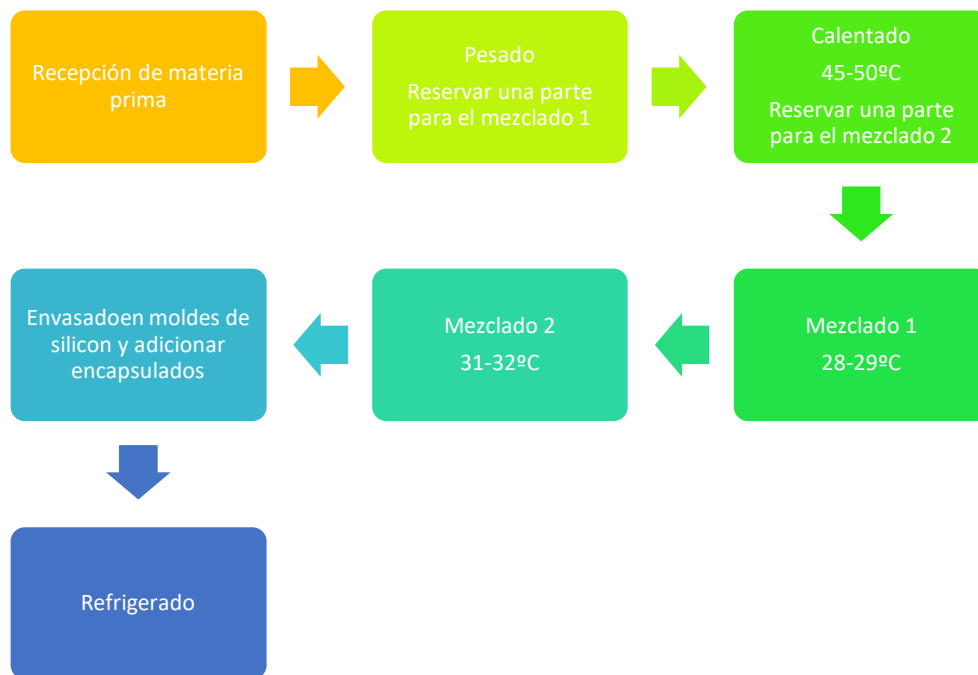 Recepción de materia
prima
Pesado
Reservar una parte
para el mezclado 1
Calentado
45-50ºC
Reservar una parte
para el mezclado 2
Mezclado 1
28-29ºC
Mezclado 2
31-32ºC
Envasadoen moldes de
silicon y adicionar
encapsulados
Refrigerado